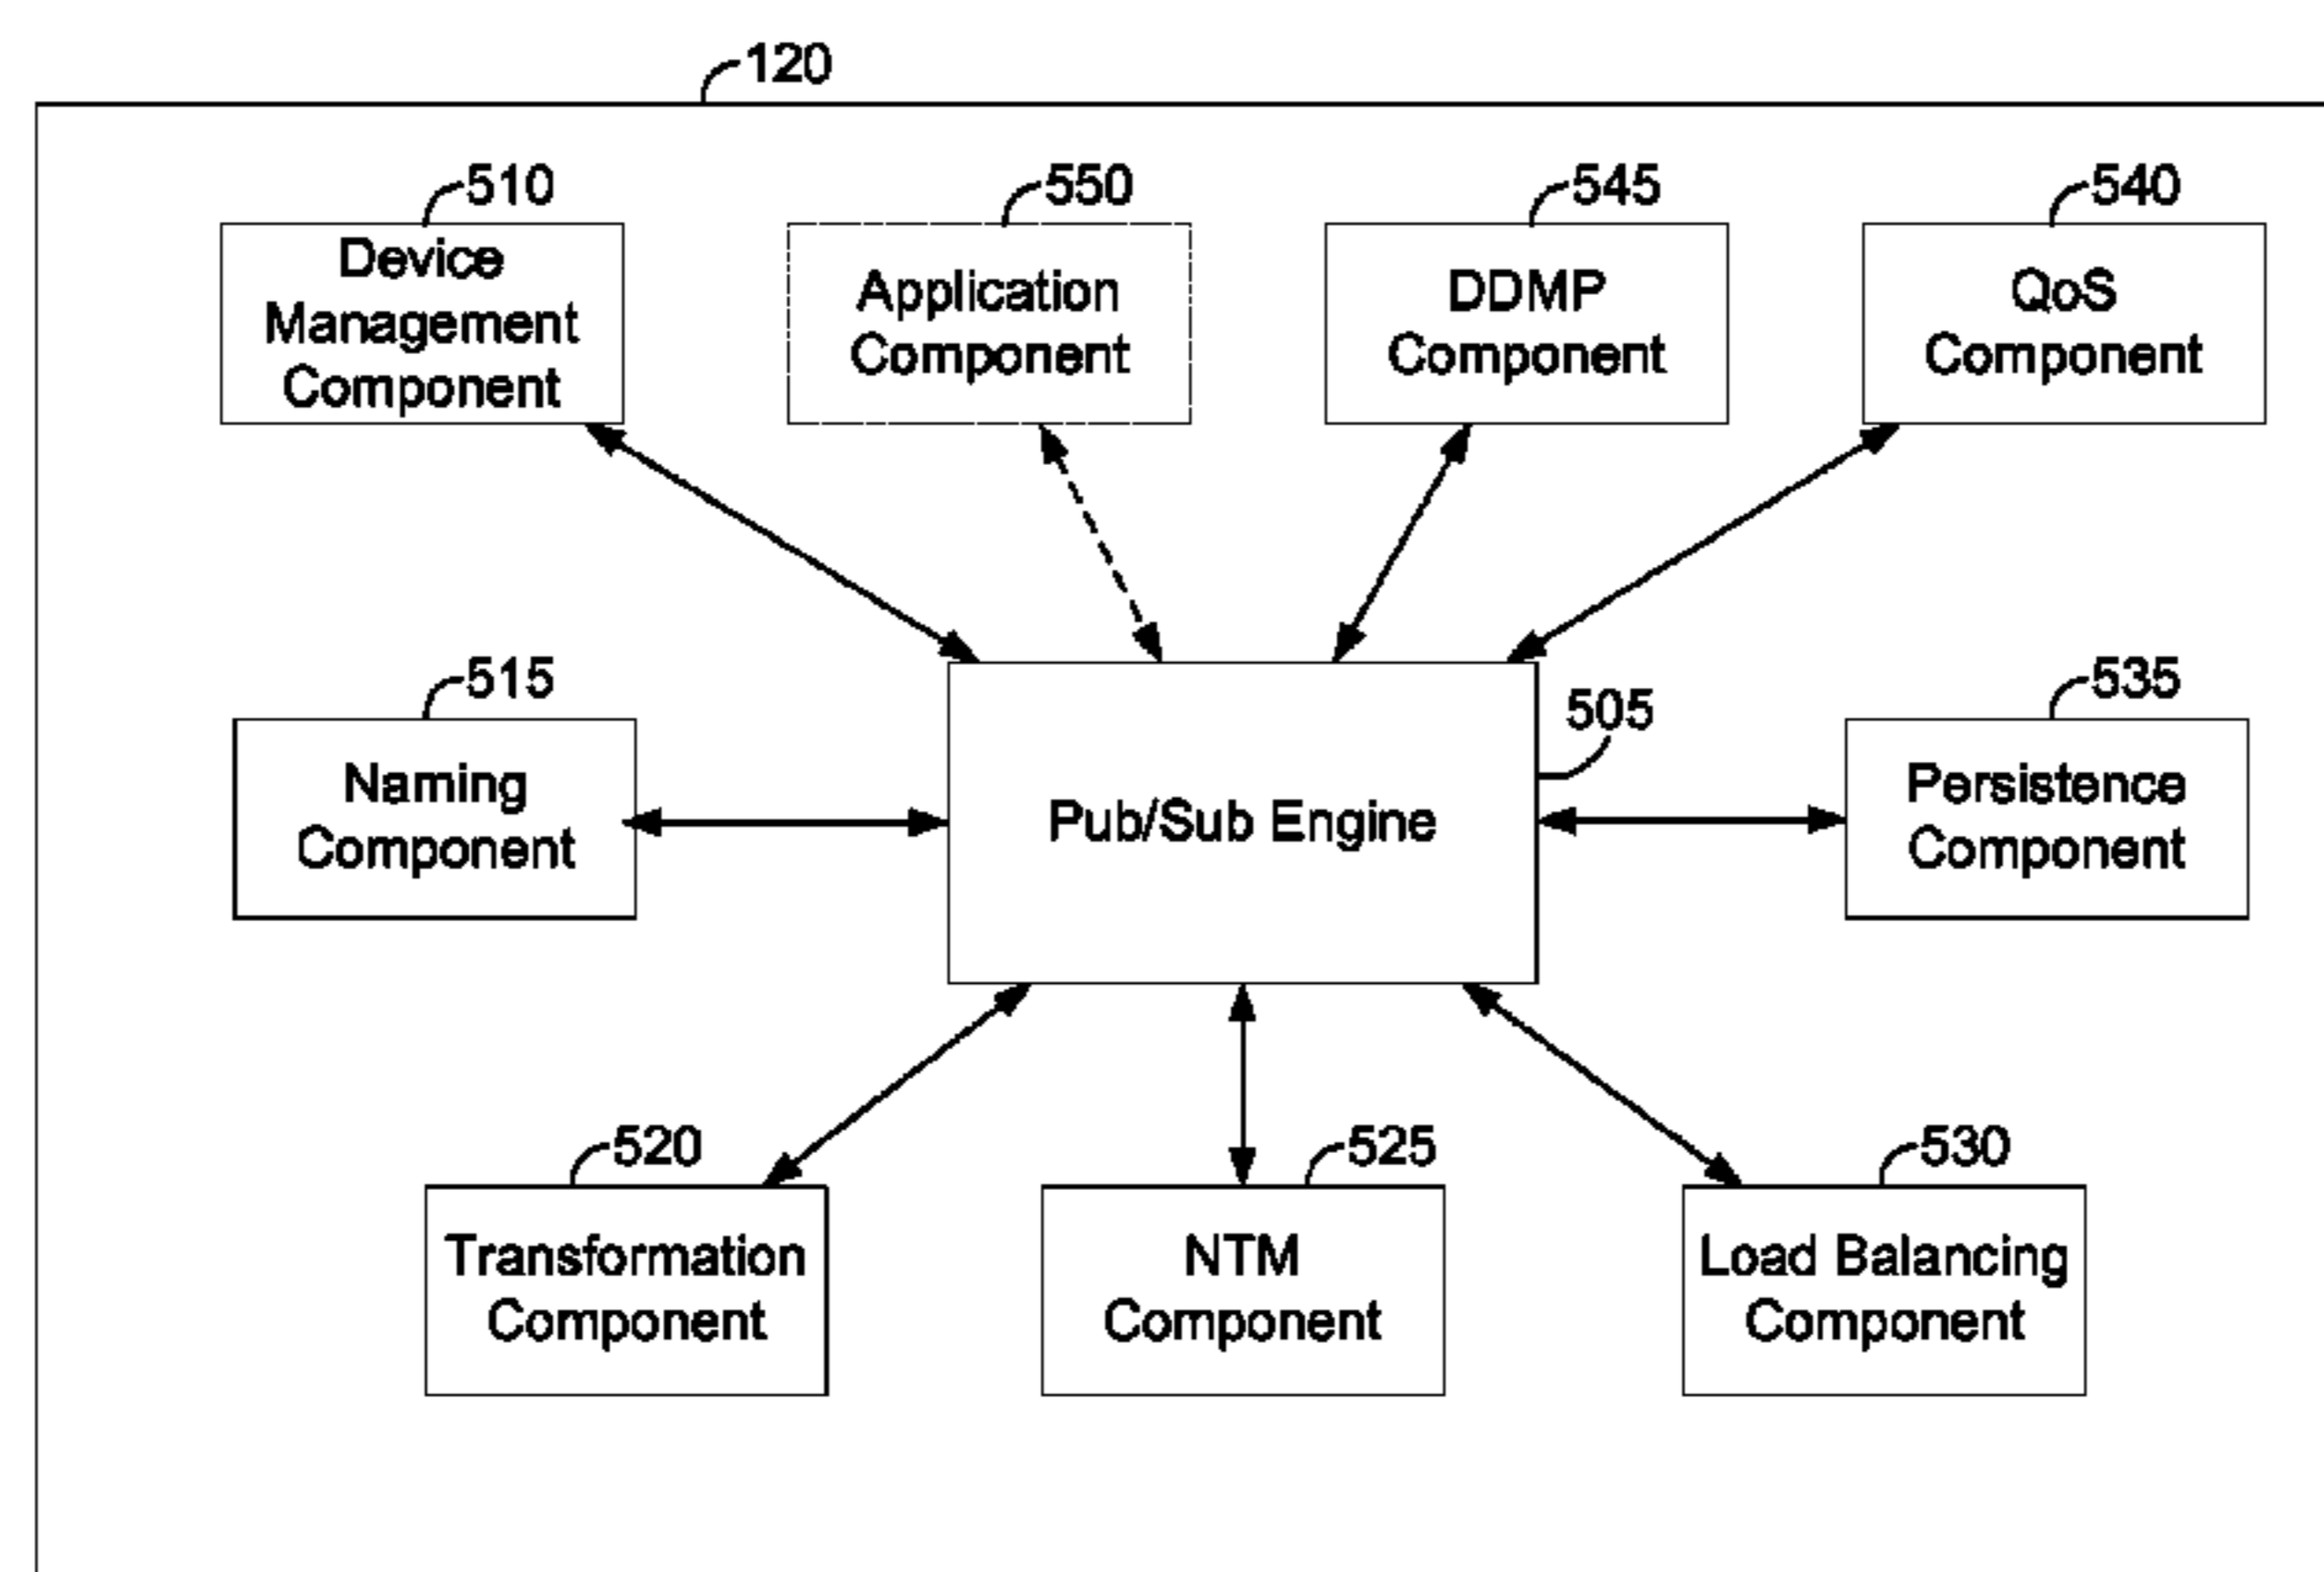 120
510
550
545
540
Device
Management
Component
Application
Component
DDMP
Component
QoS
Component
515
505
535
Naming
Component
Pub/Sub Engine
Persistence
Component
520
525
530
Transformation
Component
NTM
Component
Load Balancing
Component